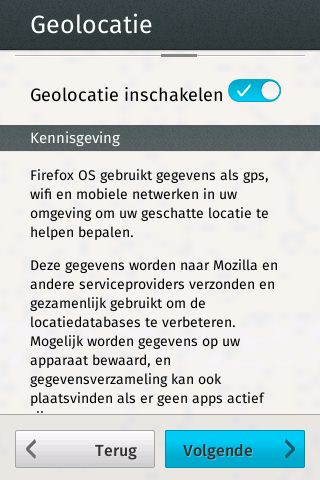 Geolocatie
Geolocatie inschakelen
Kennisgeving
Firefox OS gebruikt gegevens als gps,
wifi en mobiele netwerken in uw
omgeving om uw geschatte locatie te
helpen bepalen.
Deze gegevens worden naar Mozilla en
andere serviceproviders verzonden en
gezamenlijk gebruikt om de
locatiedatabases te verbeteren.
Mogelijk worden gegevens op uw
apparaat bewaard, en
gegevensverzameling kan ook
plaatsvinden als er geen apps actief
Terug
Volgende